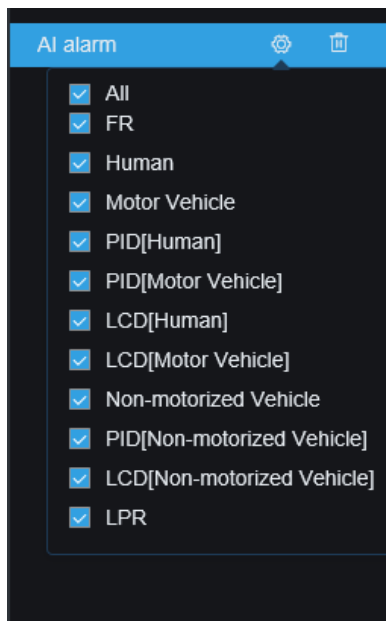 AI alarm
All
FR
Human
Motor Vehicle
PID[Human]
PID[Motor Vehicle]
LCD[Human]
LCD[Motor Vehicle]
Non-motorized Vehicle
PID[Non-motorized Vehicle]
LCD[Non-motorized Vehicle]
LPR